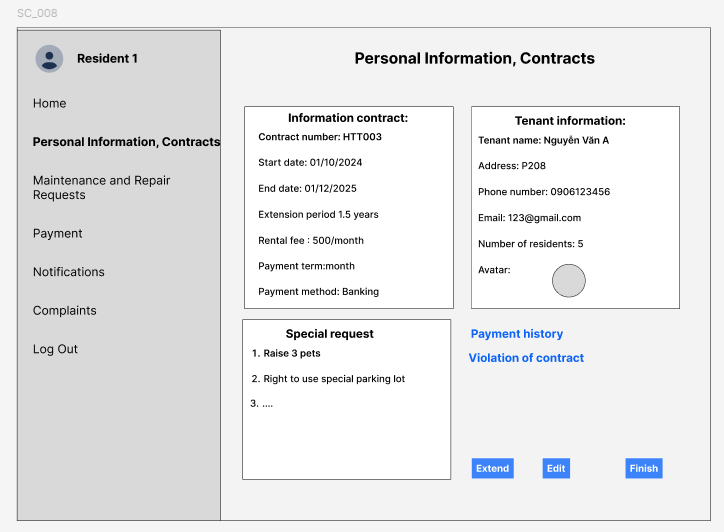 SC_008
Resident 1
Home
Personal Information, Contracts
Maintenance and Repair
Requests
Payment
Notifications
Complaints
Log Out
Personal Information, Contracts
Information contract:
Contract number: HTT003
Start date: 01/10/2024
End date: 01/12/2025
Extension period 1.5 years
Rental fee : 500/month
Payment term:month
Payment method: Banking
Tenant information:
Tenant name: Nguyễn Văn A
Address: P208
Phone number: 0906123456
Email: 123@gmail.com
Number of residents: 5
Avatar:
Special request
1. Raise 3 pets
2. Right to use special parking lot
3. ....
Payment history
Violation of contract
Extend
Edit
Finish